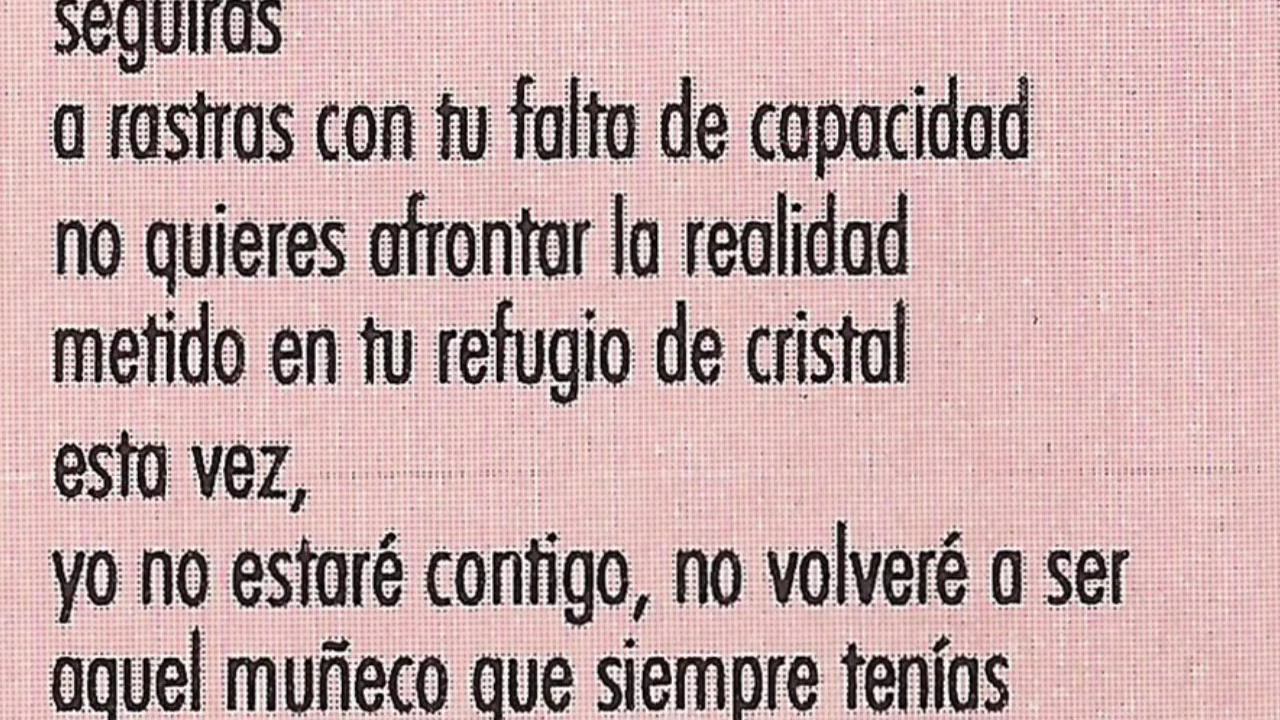 seguirás
a rastras con tu falta de capacidad
no quieres afrontar la realidad
metido en tu refugio de cristal
esta vez,
yo no estaré contigo, no volveré a ser
aquel muñeco que siempre tenías